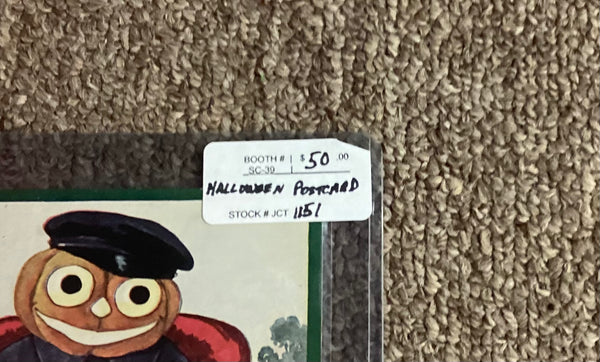 BOOTH # | $ 50 .00
SC-39 |
HALLOWEEN POSTCARD
STOCK # JCT 1151